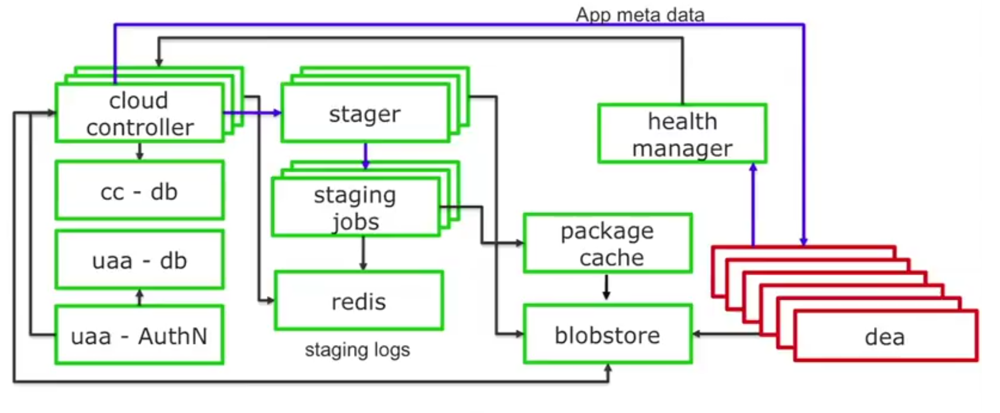 App meta data
cloud
controller
stager
health
manager
cc - db
staging
jobs
package
cache
uaa - db
redis
blobstore
dea
uaa - AuthN
staging logs